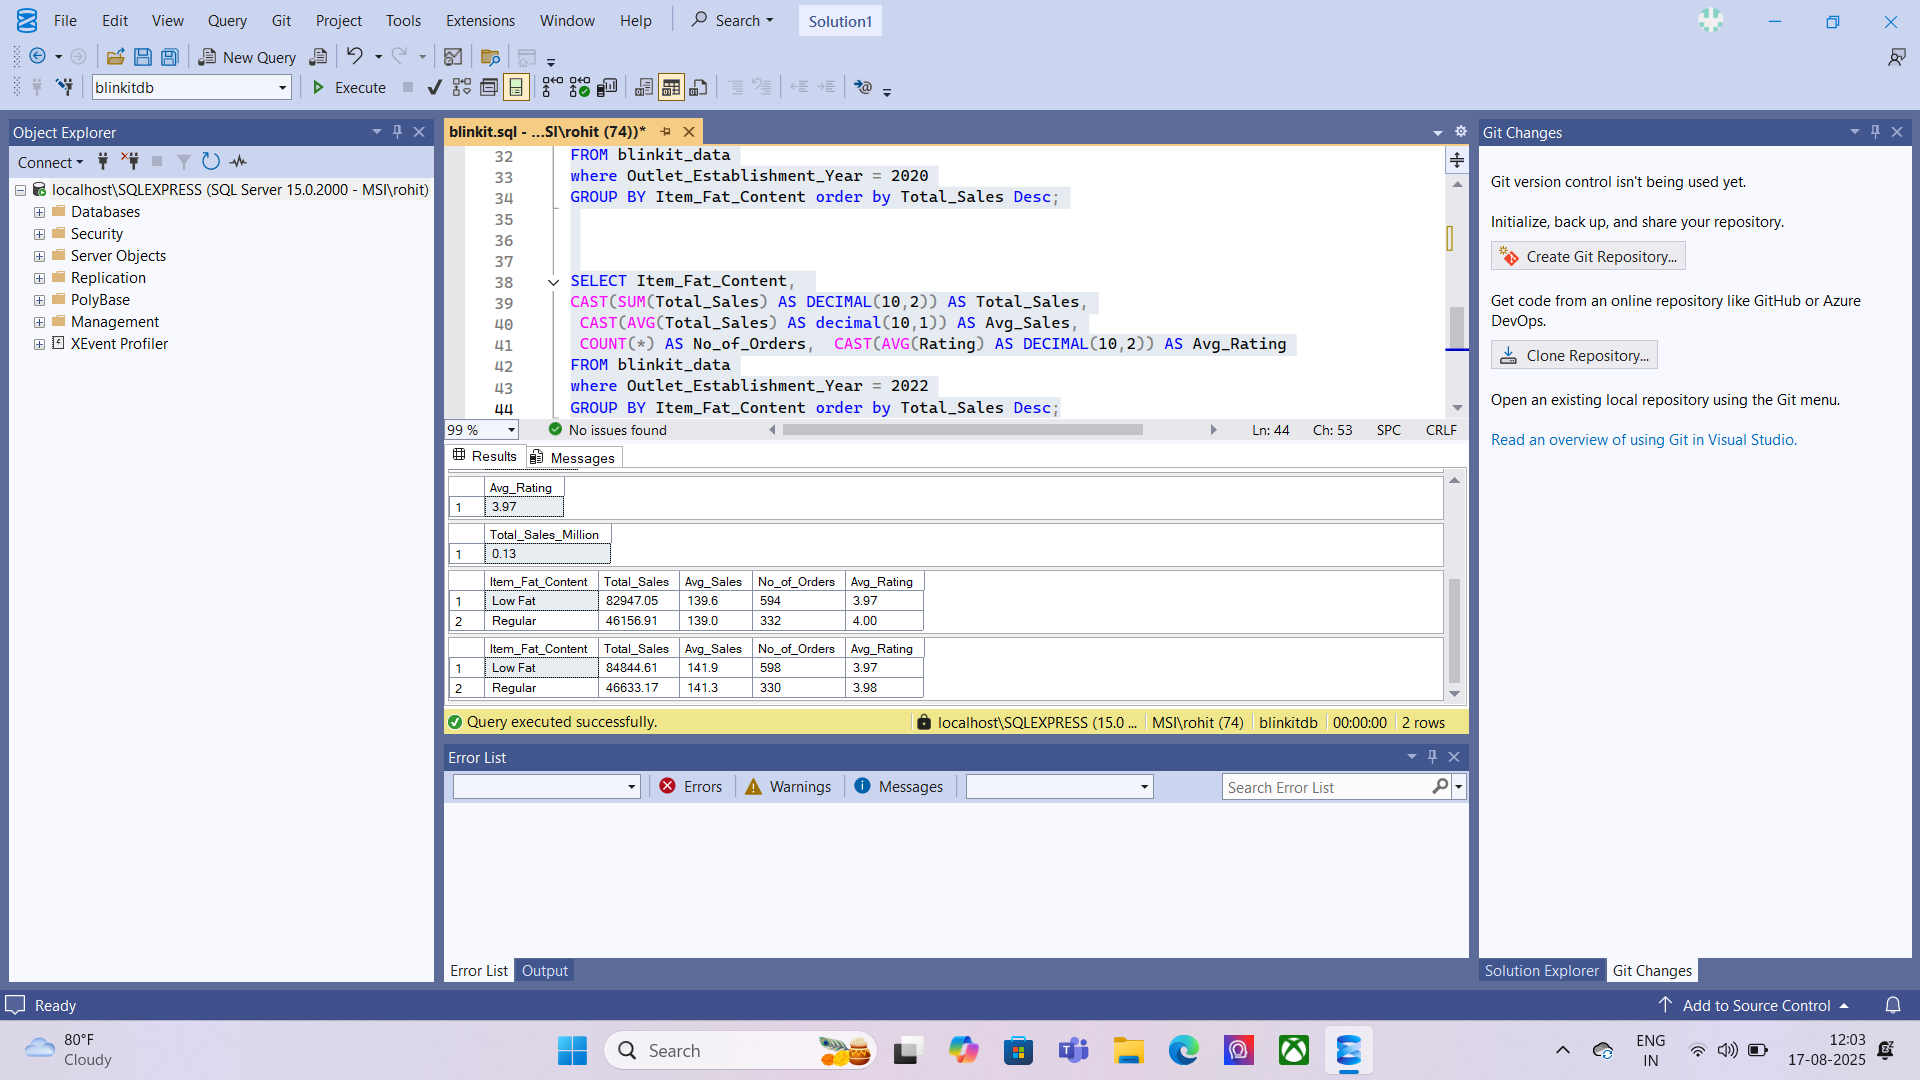 File Edit View Query Git Project Tools Extensions Window Help Search Solution1
New Query
blinkitdb Execute
Object Explorer
Connect
localhost\SQLEXPRESS (SQL Server 15.0.2000 - MSI\rohit)
Databases
Security
Server Objects
Replication
PolyBase
Management
XEvent Profiler
blinkit.sql - ...SI\rohit (74))*
32 FROM blinkit_data
33 where Outlet_Establishment_Year = 2020
34 GROUP BY Item_Fat_Content order by Total_Sales Desc;
35
36
37
38 SELECT Item_Fat_Content,
39 CAST(SUM(Total_Sales) AS DECIMAL(10,2)) AS Total_Sales,
40 CAST(AVG(Total_Sales) AS decimal(10,1)) AS Avg_Sales,
41 COUNT(*) AS No_of_Orders, CAST(AVG(Rating) AS DECIMAL(10,2)) AS Avg_Rating
42 FROM blinkit_data
43 where Outlet_Establishment_Year = 2022
44 GROUP BY Item_Fat_Content order by Total_Sales Desc;
99 % No issues found Ln: 44 Ch: 53 SPC CRLF
Results Messages
Avg_Rating
1 3.97
Total_Sales_Million
1 0.13
Item_Fat_Content Total_Sales Avg_Sales No_of_Orders Avg_Rating
1 Low Fat 82947.05 139.6 594 3.97
2 Regular 46156.91 139.0 332 4.00
Item_Fat_Content Total_Sales Avg_Sales No_of_Orders Avg_Rating
1 Low Fat 84844.61 141.9 598 3.97
2 Regular 46633.17 141.3 330 3.98
Query executed successfully. localhost\SQLEXPRESS (15.0 ... MSI\rohit (74) blinkitdb 00:00:00 2 rows
Error List
Errors Warnings Messages Search Error List
Error List Output
Git Changes
Git version control isn't being used yet.
Initialize, back up, and share your repository.
Create Git Repository...
Get code from an online repository like GitHub or Azure
DevOps.
Clone Repository...
Open an existing local repository using the Git menu.
Read an overview of using Git in Visual Studio.
Solution Explorer Git Changes
Ready Add to Source Control
80°F
Cloudy
Search
ENG
IN
12:03
17-08-2025